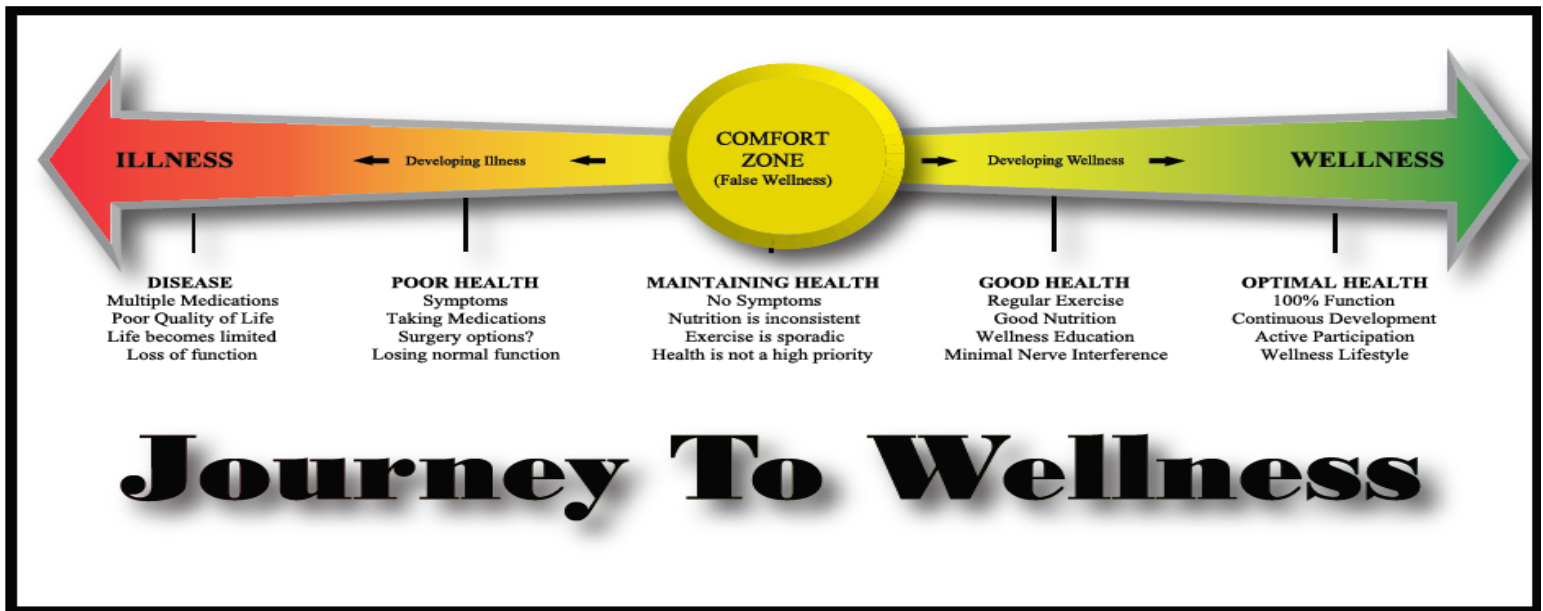 ILLNESS
Developing Illness
COMFORT
ZONE
(False Wellness)
Developing Wellness
WELLNESS
DISEASE
Multiple Medications
Poor Quality of Life
Life becomes limited
Loss of function
POOR HEALTH
Symptoms
Taking Medications
Surgery options?
Losing normal function
MAINTAINING HEALTH
No Symptoms
Nutrition is inconsistent
Exercise is sporadic
Health is not a high priority
GOOD HEALTH
Regular Exercise
Good Nutrition
Wellness Education
Minimal Nerve Interference
OPTIMAL HEALTH
100% Function
Continuous Development
Active Participation
Wellness Lifestyle
Journey To Wellness